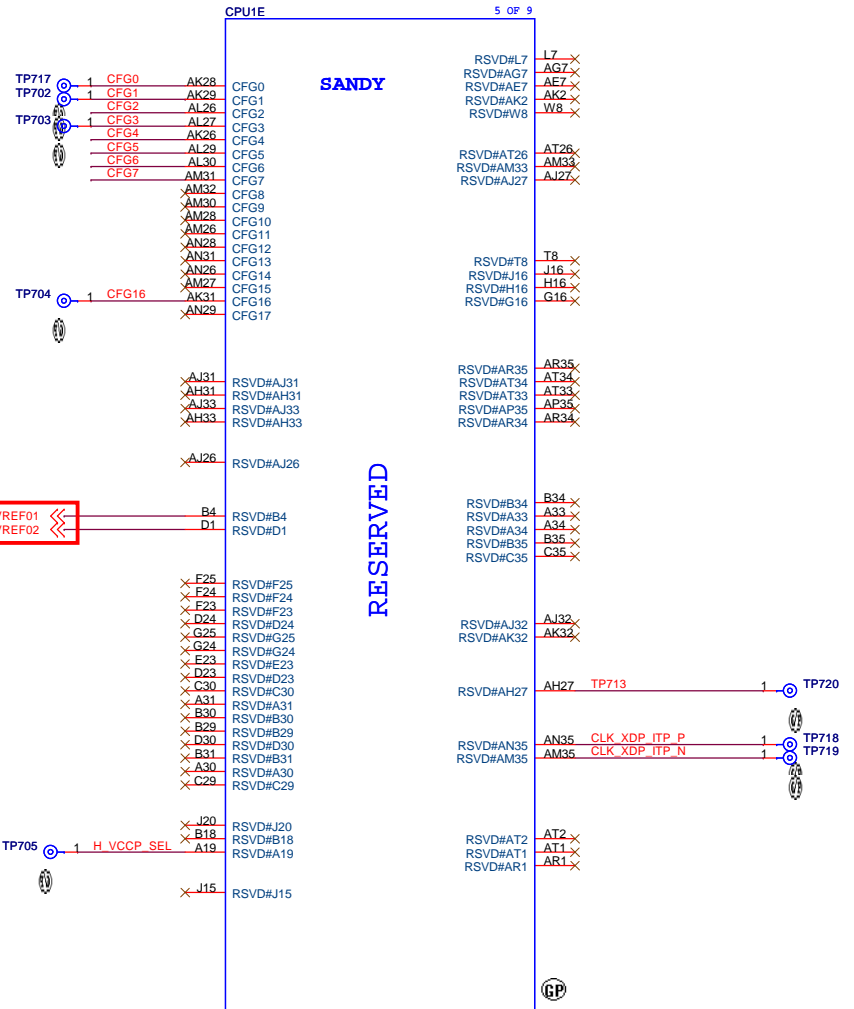 CPU1E
5 OF 9
SANDY
RESERVED
TP717 1 CFG0 AK28 CFG0
TP702 1 CFG1 AK29 CFG1
CFG2 AL26 CFG2
TP703 1 CFG3 AL27 CFG3
CFG4 AK26 CFG4
CFG5 AL29 CFG5
CFG6 AL30 CFG6
CFG7 AM31 CFG7
AM32 CFG8
AM30 CFG9
AM28 CFG10
AM26 CFG11
AN28 CFG12
AN31 CFG13
AN26 CFG14
AM27 CFG15
TP704 1 CFG16 AK31 CFG16
AN29 CFG17
AJ31 RSVD#AJ31
AH31 RSVD#AH31
AJ33 RSVD#AJ33
AH33 RSVD#AH33
AJ26 RSVD#AJ26
VREF01 B4 RSVD#B4
VREF02 D1 RSVD#D1
F25 RSVD#F25
F24 RSVD#F24
F23 RSVD#F23
D24 RSVD#D24
G25 RSVD#G25
G24 RSVD#G24
E23 RSVD#E23
D23 RSVD#D23
C30 RSVD#C30
A31 RSVD#A31
B30 RSVD#B30
B29 RSVD#B29
D30 RSVD#D30
B31 RSVD#B31
A30 RSVD#A30
C29 RSVD#C29
J20 RSVD#J20
B18 RSVD#B18
TP705 1 H_VCCP_SEL A19 RSVD#A19
J15 RSVD#J15
RSVD#L7 L7
RSVD#AG7 AG7
RSVD#AE7 AE7
RSVD#AK2 AK2
RSVD#W8 W8
RSVD#AT26 AT26
RSVD#AM33 AM33
RSVD#AJ27 AJ27
RSVD#T8 T8
RSVD#J16 J16
RSVD#H16 H16
RSVD#G16 G16
RSVD#AR35 AR35
RSVD#AT34 AT34
RSVD#AT33 AT33
RSVD#AP35 AP35
RSVD#AR34 AR34
RSVD#B34 B34
RSVD#A33 A33
RSVD#A34 A34
RSVD#B35 B35
RSVD#C35 C35
RSVD#AJ32 AJ32
RSVD#AK32 AK32
RSVD#AH27 AH27 TP713 1 TP720
RSVD#AN35 AN35 CLK_XDP_ITP_P 1 TP718
RSVD#AM35 AM35 CLK_XDP_ITP_N 1 TP719
RSVD#AT2 AT2
RSVD#AT1 AT1
RSVD#AR1 AR1
GP